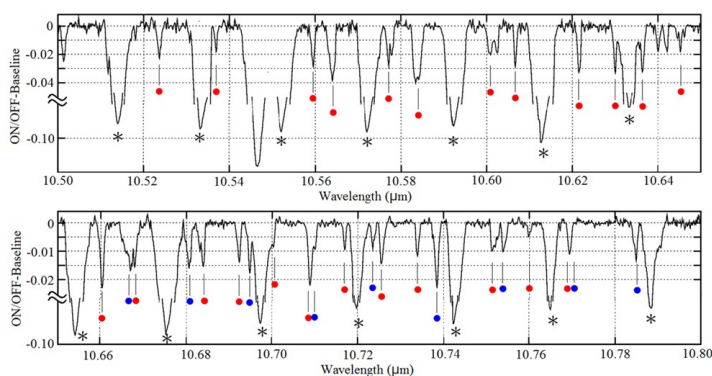 0
-0.02
-0.04
-0.10
ON/OFF-Baseline
* * * * * * *
10.50 10.52 10.54 10.56 10.58 10.60 10.62 10.64
Wavelength (μm)
0
-0.01
-0.02
-0.10
ON/OFF-Baseline
* * * * * * *
10.66 10.68 10.70 10.72 10.74 10.76 10.78 10.80
Wavelength (μm)